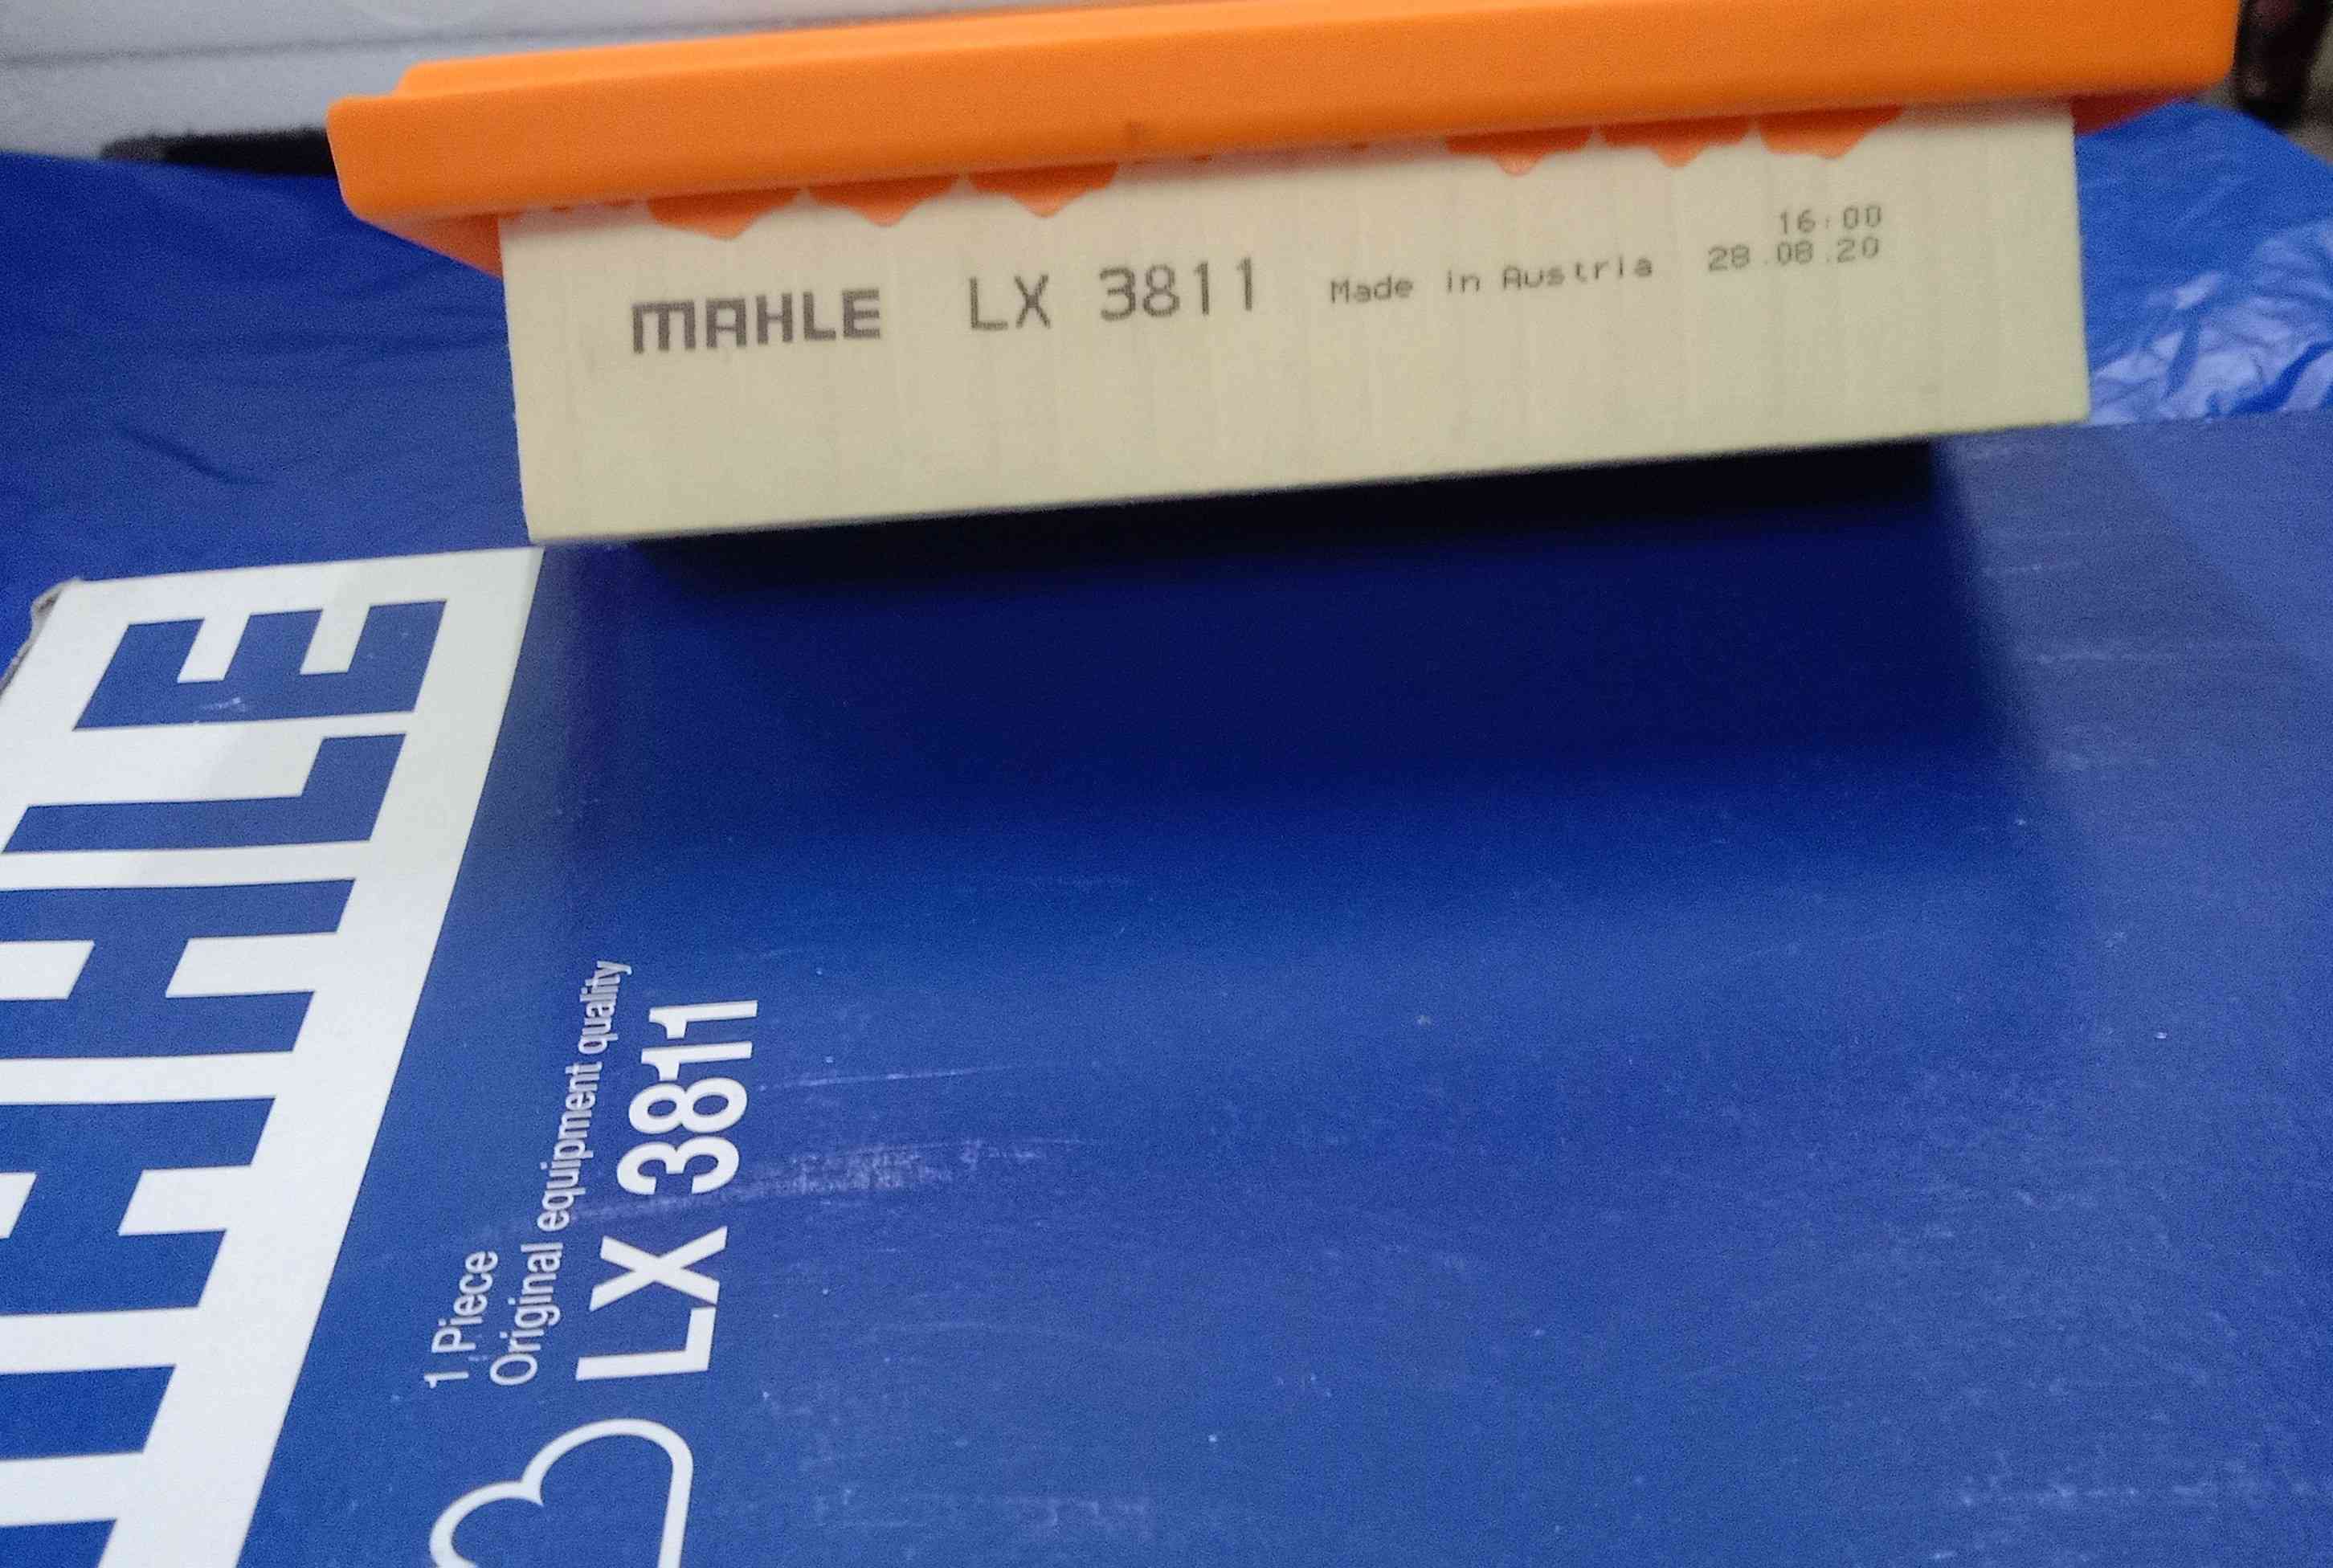 MAHLE LX 3811 Made in Austria
16:00
28.08.20
MAHLE
1 Piece
Original equipment quality
LX 3811